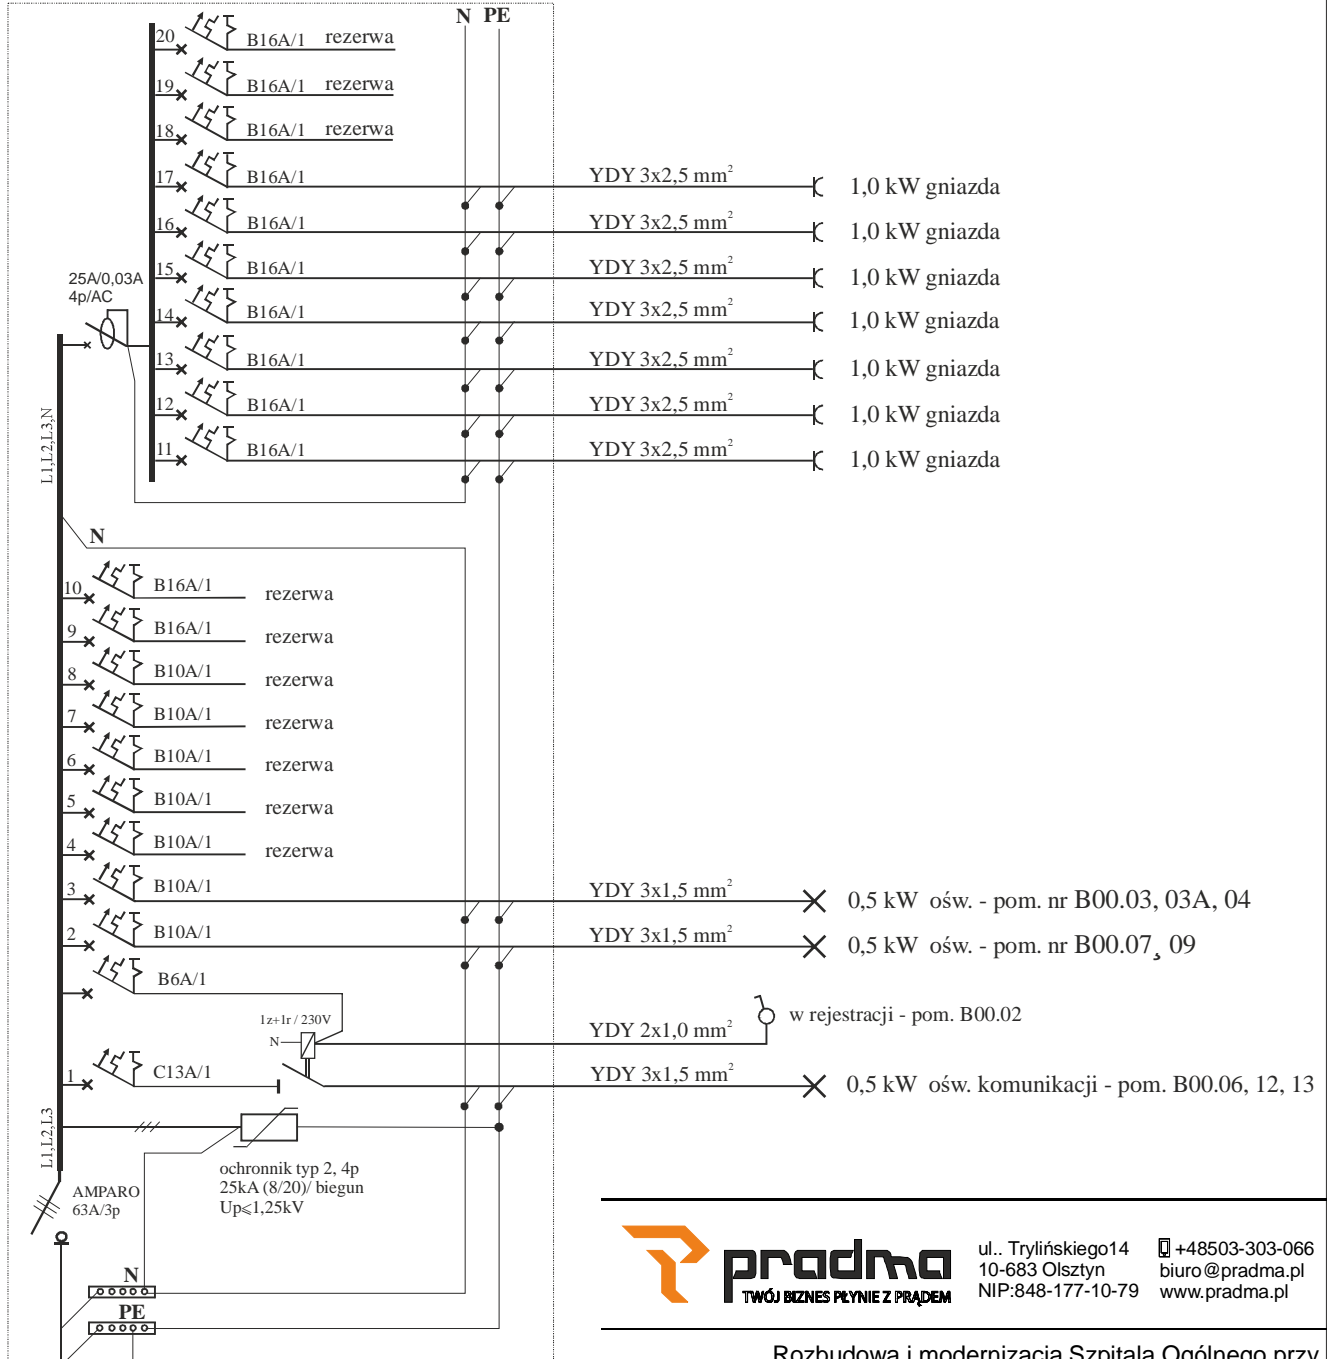 N PE
20 B16A/1 rezerwa
19 B16A/1 rezerwa
18 B16A/1 rezerwa
17 B16A/1 YDY 3x2,5 mm² 1,0 kW gniazda
16 B16A/1 YDY 3x2,5 mm² 1,0 kW gniazda
15 B16A/1 YDY 3x2,5 mm² 1,0 kW gniazda
25A/0,03A
4p/AC
14 B16A/1 YDY 3x2,5 mm² 1,0 kW gniazda
13 B16A/1 YDY 3x2,5 mm² 1,0 kW gniazda
12 B16A/1 YDY 3x2,5 mm² 1,0 kW gniazda
11 B16A/1 YDY 3x2,5 mm² 1,0 kW gniazda
L1,L2,L3,N
N
10 B16A/1 rezerwa
9 B16A/1 rezerwa
8 B10A/1 rezerwa
7 B10A/1 rezerwa
6 B10A/1 rezerwa
5 B10A/1 rezerwa
4 B10A/1 rezerwa
3 B10A/1 YDY 3x1,5 mm² 0,5 kW ośw. - pom. nr B00.03, 03A, 04
2 B10A/1 YDY 3x1,5 mm² 0,5 kW ośw. - pom. nr B00.07, 09
B6A/1
1z+1r / 230V
N
YDY 2x1,0 mm² w rejestracji - pom. B00.02
1 C13A/1 YDY 3x1,5 mm² 0,5 kW ośw. komunikacji - pom. B00.06, 12, 13
L1,L2,L3
ochronnik typ 2, 4p
25kA (8/20)/ biegun
Up≤1,25kV
AMPARO
63A/3p
N
PE
pradma
TWÓJ BIZNES PŁYNIE Z PRĄDEM
ul.. Trylińskiego14
10-683 Olsztyn
NIP:848-177-10-79
+48503-303-066
biuro@pradma.pl
www.pradma.pl
Rozbudowa i modernizacja Szpitala Ogólnego przy